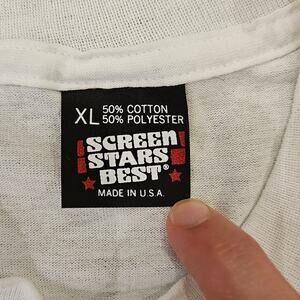 XL 50% COTTON
50% POLYESTER
SCREEN
STARS
BEST®
MADE IN U.S.A.